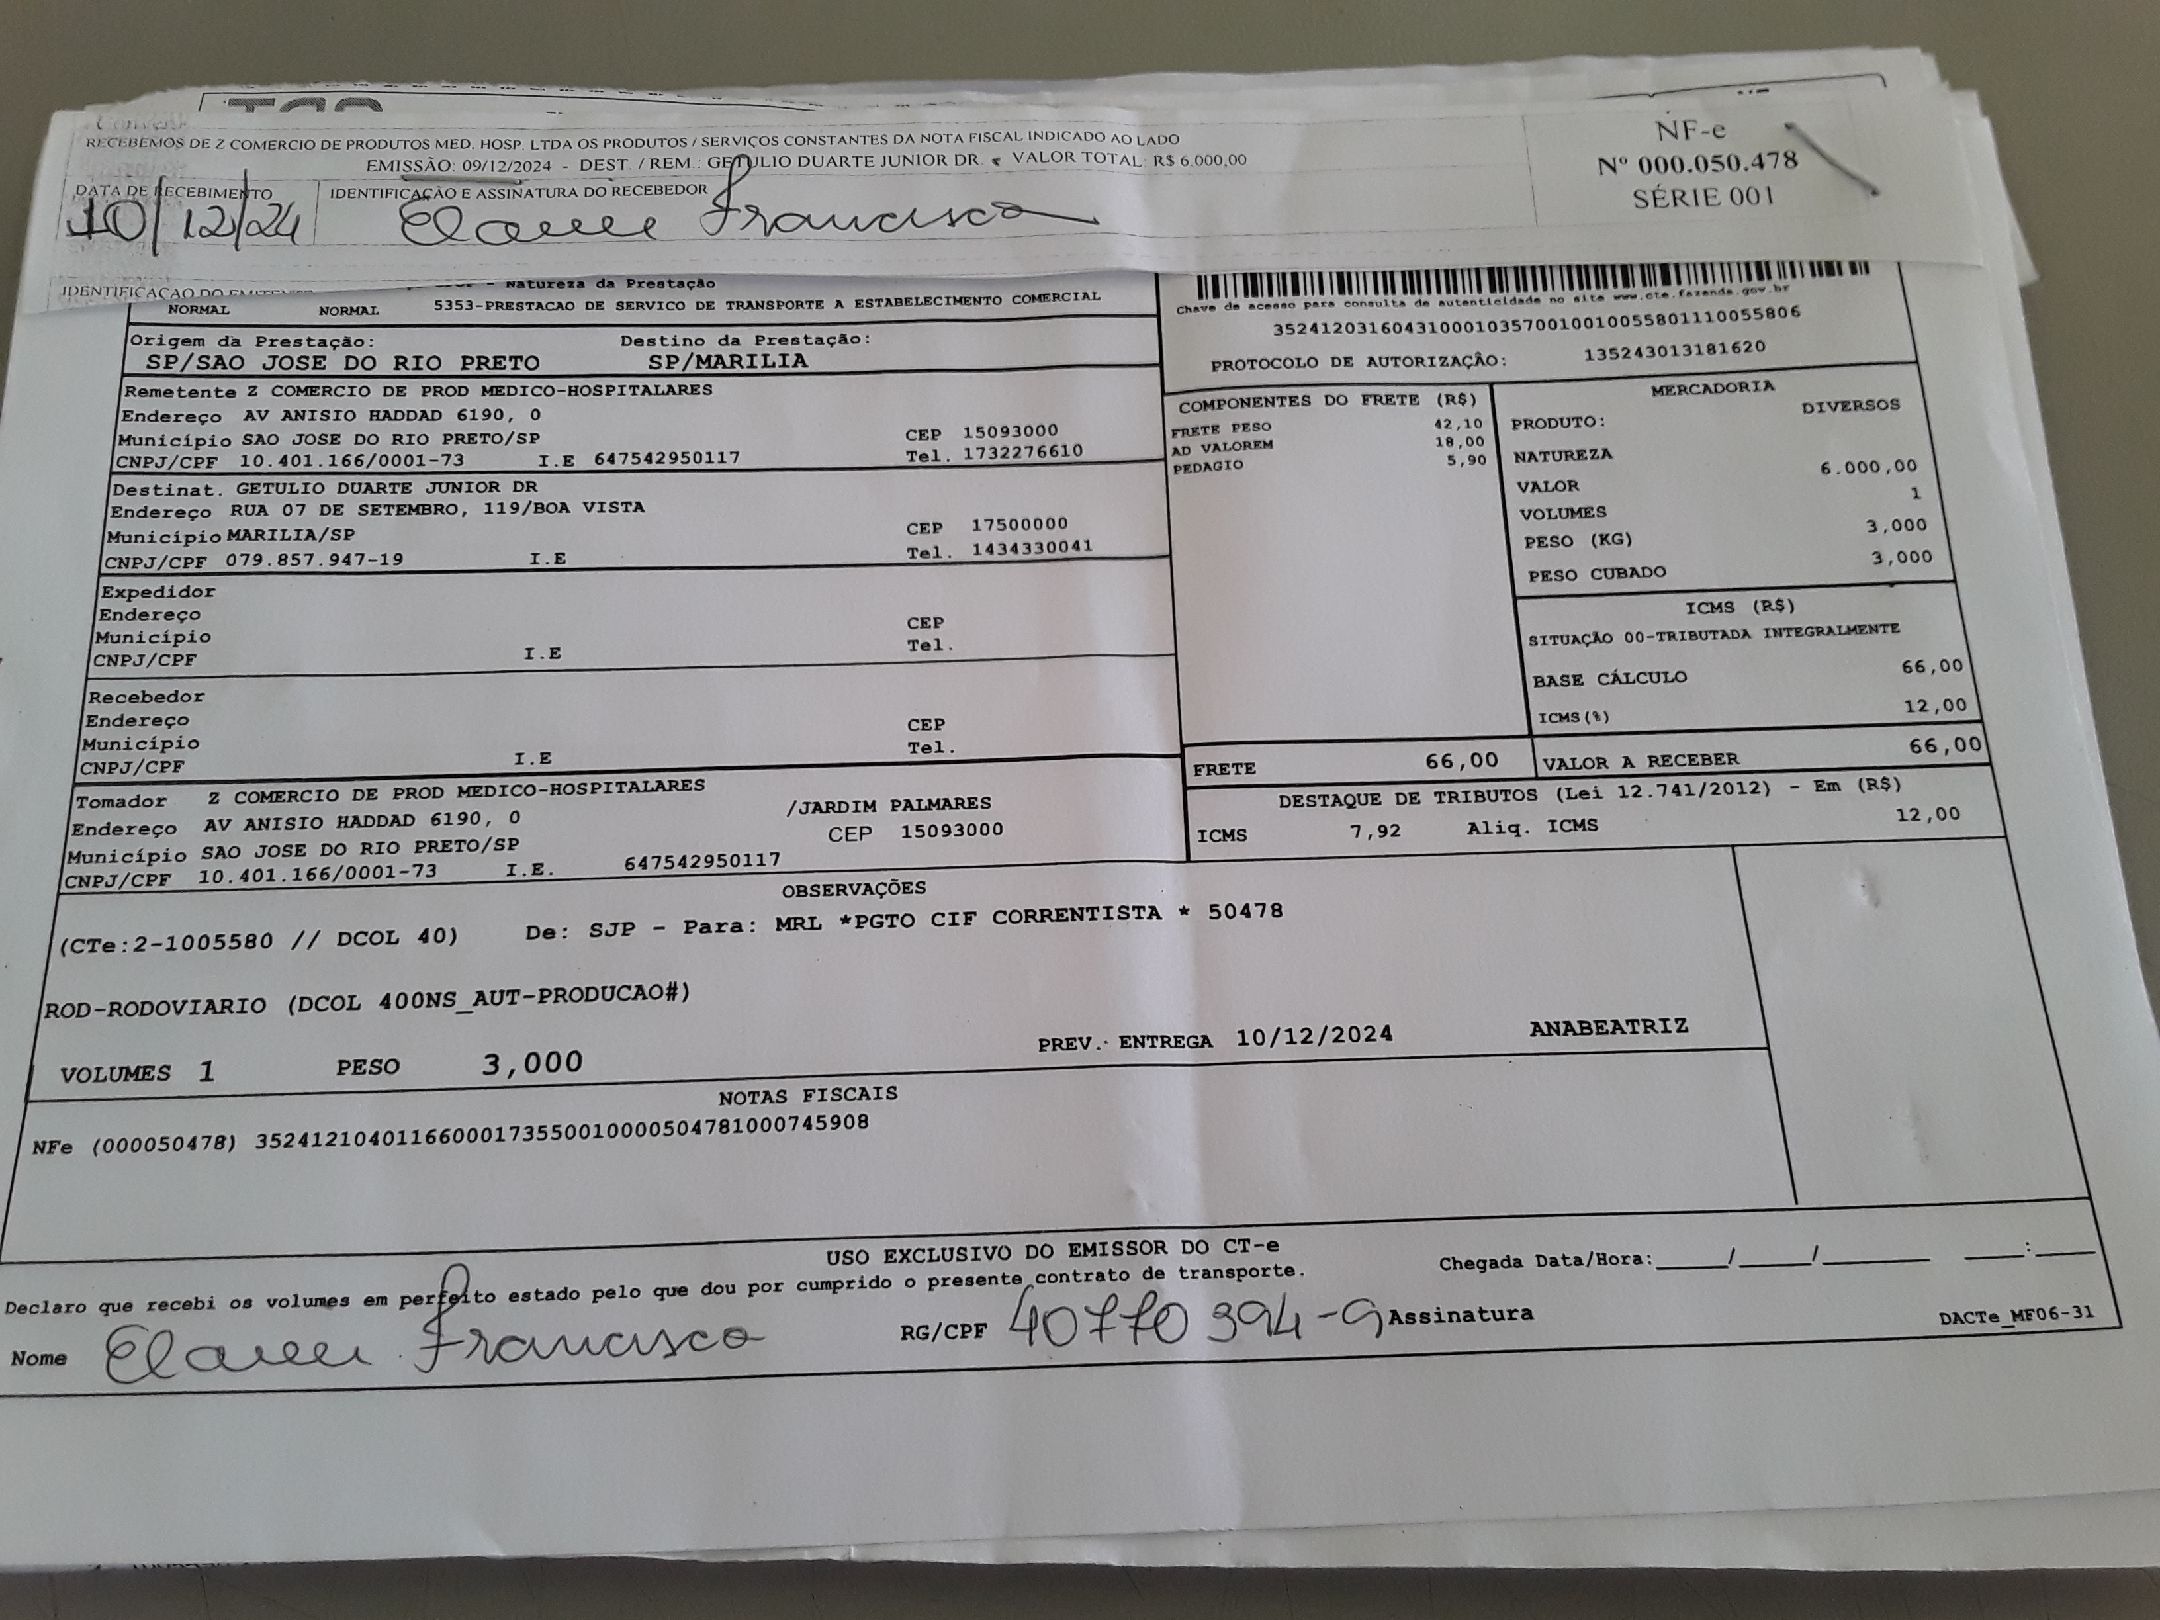 RECEBEMOS DE Z COMERCIO DE PRODUTOS MED. HOSP. LTDA OS PRODUTOS / SERVIÇOS CONSTANTES DA NOTA FISCAL INDICADO AO LADO
EMISSÃO: 09/12/2024 - DEST. / REM.: GETULIO DUARTE JUNIOR DR. - VALOR TOTAL: R$ 6.000,00
NF-e
Nº 000.050.478
SÉRIE 001
DATA DE RECEBIMENTO
10/12/24
IDENTIFICAÇÃO E ASSINATURA DO RECEBEDOR
Elaine Francisca
IDENTIFICAÇÃO DO
- Natureza da Prestação
NORMAL NORMAL 5353-PRESTACAO DE SERVICO DE TRANSPORTE A ESTABELECIMENTO COMERCIAL
Chave de acesso para consulta de autenticidade no site www.cte.fazenda.gov.br
35241203160431000103570010010055801110055806
PROTOCOLO DE AUTORIZAÇÃO: 135243013181620
Origem da Prestação: Destino da Prestação:
SP/SAO JOSE DO RIO PRETO SP/MARILIA
Remetente Z COMERCIO DE PROD MEDICO-HOSPITALARES
Endereço AV ANISIO HADDAD 6190, 0
Município SAO JOSE DO RIO PRETO/SP CEP 15093000
CNPJ/CPF 10.401.166/0001-73 I.E 647542950117 Tel. 1732276610
Destinat. GETULIO DUARTE JUNIOR DR
Endereço RUA 07 DE SETEMBRO, 119/BOA VISTA
Município MARILIA/SP CEP 17500000
CNPJ/CPF 079.857.947-19 I.E Tel. 1434330041
Expedidor
Endereço
Município CEP
CNPJ/CPF I.E Tel.
Recebedor
Endereço
Município CEP
CNPJ/CPF I.E Tel.
Tomador Z COMERCIO DE PROD MEDICO-HOSPITALARES
Endereço AV ANISIO HADDAD 6190, 0 /JARDIM PALMARES
Município SAO JOSE DO RIO PRETO/SP CEP 15093000
CNPJ/CPF 10.401.166/0001-73 I.E. 647542950117
COMPONENTES DO FRETE (R$)
FRETE PESO 42,10
AD VALOREM 18,00
PEDAGIO 5,90
MERCADORIA
PRODUTO: DIVERSOS
NATUREZA
VALOR 6.000,00
VOLUMES 1
PESO (KG) 3,000
PESO CUBADO 3,000
ICMS (R$)
SITUAÇÃO 00-TRIBUTADA INTEGRALMENTE
BASE CÁLCULO 66,00
ICMS(%) 12,00
FRETE 66,00 VALOR A RECEBER 66,00
DESTAQUE DE TRIBUTOS (Lei 12.741/2012) - Em (R$)
ICMS 7,92 Aliq. ICMS 12,00
OBSERVAÇÕES
(CTe:2-1005580 // DCOL 40) De: SJP - Para: MRL *PGTO CIF CORRENTISTA * 50478
ROD-RODOVIARIO (DCOL 400NS_AUT-PRODUCAO#)
VOLUMES 1 PESO 3,000 PREV. ENTREGA 10/12/2024 ANABEATRIZ
NOTAS FISCAIS
NFe (000050478) 35241210401166000173550010000504781000745908
USO EXCLUSIVO DO EMISSOR DO CT-e
Declaro que recebi os volumes em perfeito estado pelo que dou por cumprido o presente contrato de transporte. Chegada Data/Hora:____/____/______ ___:___
Nome Elaine Francisca RG/CPF 40770394-9 Assinatura
DACTe_MF06-31